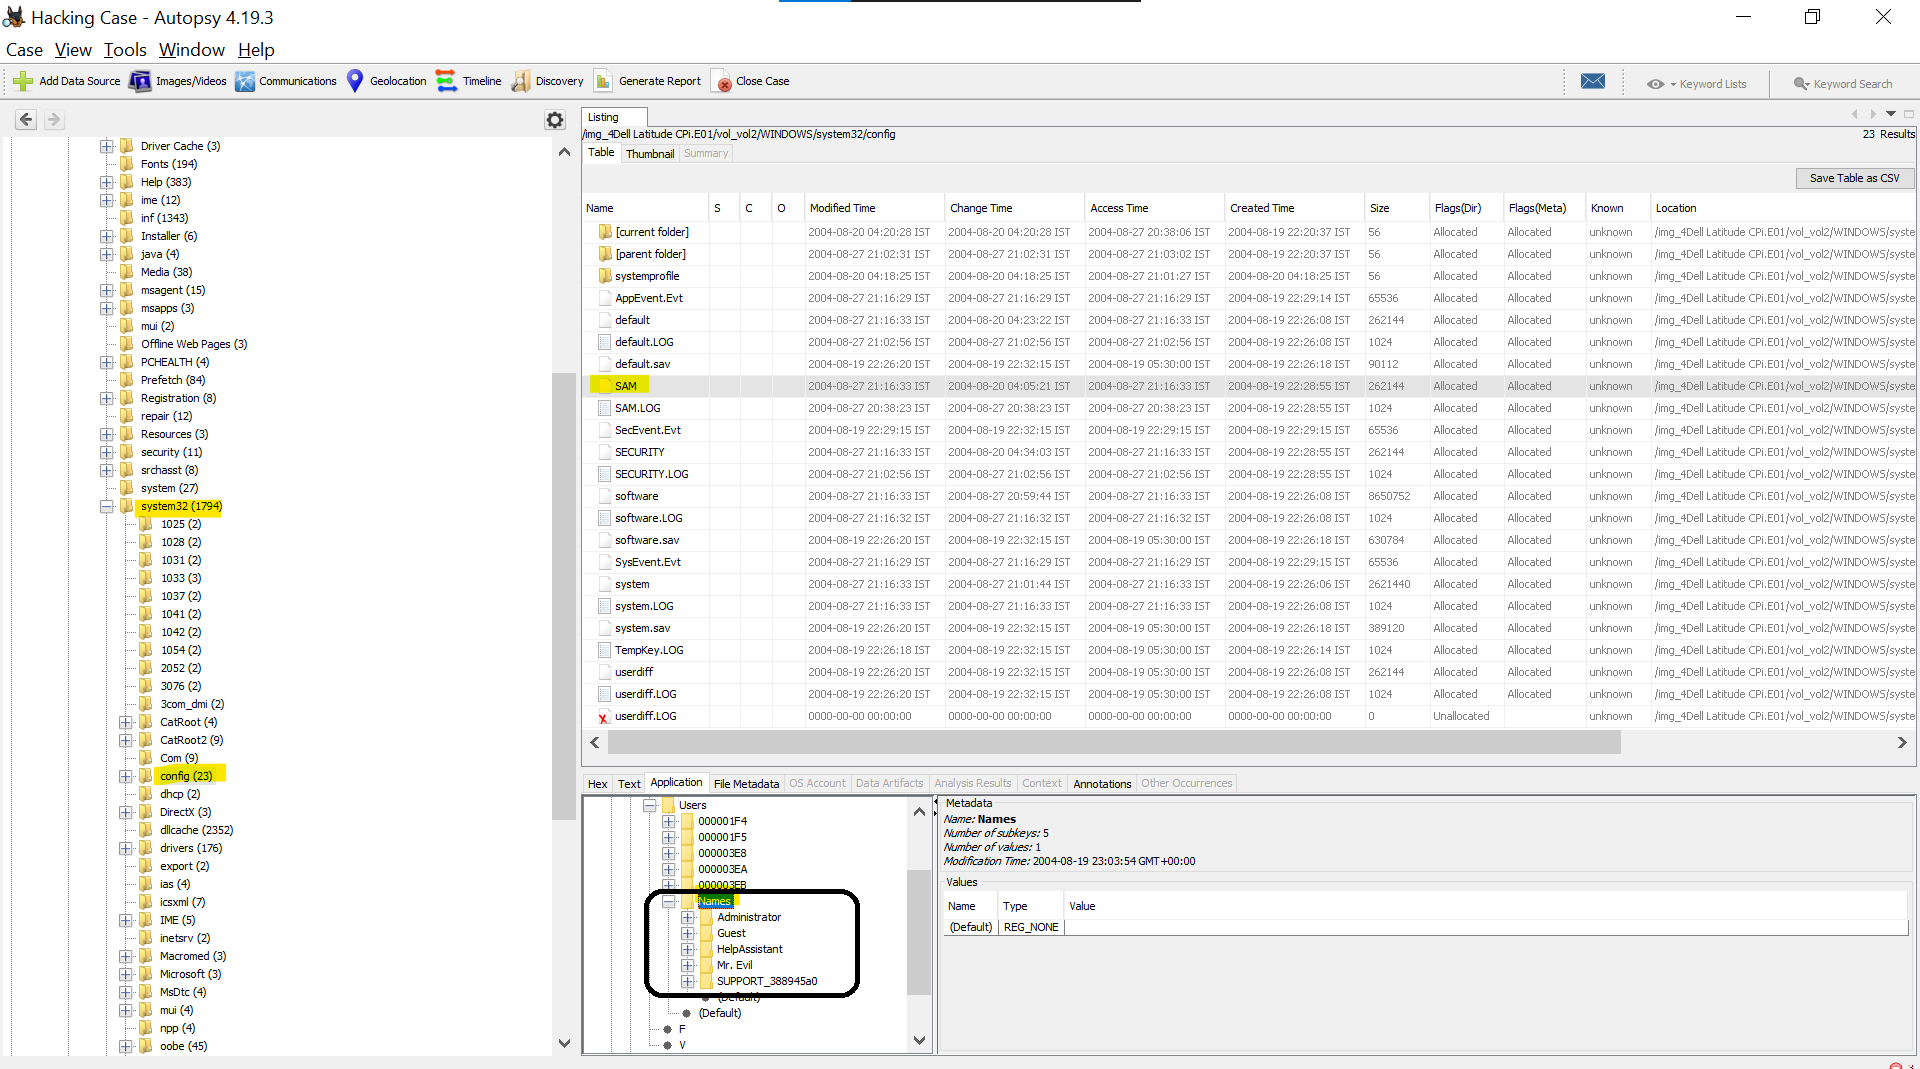 Hacking Case - Autopsy 4.19.3
Case View Tools Window Help
Add Data Source Images/Videos Communications Geolocation Timeline Discovery Generate Report Close Case Keyword Lists Keyword Search
Driver Cache (3)
Fonts (194)
Help (383)
ime (12)
inf (1343)
Installer (6)
java (4)
Media (38)
msagent (15)
msapps (3)
mui (2)
Offline Web Pages (3)
PCHEALTH (4)
Prefetch (84)
Registration (8)
repair (12)
Resources (3)
security (11)
srchasst (8)
system (27)
system32 (1794)
1025 (2)
1028 (2)
1031 (2)
1033 (3)
1037 (2)
1041 (2)
1042 (2)
1054 (2)
2052 (2)
3076 (2)
3com_dmi (2)
CatRoot (4)
CatRoot2 (9)
Com (9)
config (23)
dhcp (2)
DirectX (3)
dllcache (2352)
drivers (176)
export (2)
ias (4)
icsxml (7)
IME (5)
inetsrv (2)
Macromed (3)
Microsoft (3)
MsDtc (4)
mui (4)
npp (4)
oobe (45)
Listing
/img_4Dell Latitude CPi.E01/vol_vol2/WINDOWS/system32/config
23 Results
Table Thumbnail Summary
Save Table as CSV
Name S C O Modified Time Change Time Access Time Created Time Size Flags(Dir) Flags(Meta) Known Location
[current folder] 2004-08-20 04:20:28 IST 2004-08-20 04:20:28 IST 2004-08-27 20:38:06 IST 2004-08-19 22:20:37 IST 56 Allocated Allocated unknown /img_4Dell Latitude CPi.E01/vol_vol2/WINDOWS/syste
[parent folder] 2004-08-27 21:02:31 IST 2004-08-27 21:02:31 IST 2004-08-27 21:03:02 IST 2004-08-19 22:20:37 IST 56 Allocated Allocated unknown /img_4Dell Latitude CPi.E01/vol_vol2/WINDOWS/syste
systemprofile 2004-08-20 04:18:25 IST 2004-08-20 04:18:25 IST 2004-08-27 21:01:27 IST 2004-08-20 04:18:25 IST 56 Allocated Allocated unknown /img_4Dell Latitude CPi.E01/vol_vol2/WINDOWS/syste
AppEvent.Evt 2004-08-27 21:16:29 IST 2004-08-27 21:16:29 IST 2004-08-27 21:16:29 IST 2004-08-19 22:29:14 IST 65536 Allocated Allocated unknown /img_4Dell Latitude CPi.E01/vol_vol2/WINDOWS/syste
default 2004-08-27 21:16:33 IST 2004-08-20 04:23:22 IST 2004-08-27 21:16:33 IST 2004-08-19 22:26:08 IST 262144 Allocated Allocated unknown /img_4Dell Latitude CPi.E01/vol_vol2/WINDOWS/syste
default.LOG 2004-08-27 21:02:56 IST 2004-08-27 21:02:56 IST 2004-08-27 21:02:56 IST 2004-08-19 22:26:08 IST 1024 Allocated Allocated unknown /img_4Dell Latitude CPi.E01/vol_vol2/WINDOWS/syste
default.sav 2004-08-19 22:26:20 IST 2004-08-19 22:32:15 IST 2004-08-19 05:30:00 IST 2004-08-19 22:26:18 IST 90112 Allocated Allocated unknown /img_4Dell Latitude CPi.E01/vol_vol2/WINDOWS/syste
SAM 2004-08-27 21:16:33 IST 2004-08-20 04:05:21 IST 2004-08-27 21:16:33 IST 2004-08-19 22:28:55 IST 262144 Allocated Allocated unknown /img_4Dell Latitude CPi.E01/vol_vol2/WINDOWS/syste
SAM.LOG 2004-08-27 20:38:23 IST 2004-08-27 20:38:23 IST 2004-08-27 20:38:23 IST 2004-08-19 22:28:55 IST 1024 Allocated Allocated unknown /img_4Dell Latitude CPi.E01/vol_vol2/WINDOWS/syste
SecEvent.Evt 2004-08-19 22:29:15 IST 2004-08-19 22:32:15 IST 2004-08-19 22:29:15 IST 2004-08-19 22:29:15 IST 65536 Allocated Allocated unknown /img_4Dell Latitude CPi.E01/vol_vol2/WINDOWS/syste
SECURITY 2004-08-27 21:16:33 IST 2004-08-20 04:34:03 IST 2004-08-27 21:16:33 IST 2004-08-19 22:28:55 IST 262144 Allocated Allocated unknown /img_4Dell Latitude CPi.E01/vol_vol2/WINDOWS/syste
SECURITY.LOG 2004-08-27 21:02:56 IST 2004-08-27 21:02:56 IST 2004-08-27 21:02:56 IST 2004-08-19 22:28:55 IST 1024 Allocated Allocated unknown /img_4Dell Latitude CPi.E01/vol_vol2/WINDOWS/syste
software 2004-08-27 21:16:33 IST 2004-08-27 20:59:44 IST 2004-08-27 21:16:33 IST 2004-08-19 22:26:08 IST 8650752 Allocated Allocated unknown /img_4Dell Latitude CPi.E01/vol_vol2/WINDOWS/syste
software.LOG 2004-08-27 21:16:32 IST 2004-08-27 21:16:32 IST 2004-08-27 21:16:32 IST 2004-08-19 22:26:08 IST 1024 Allocated Allocated unknown /img_4Dell Latitude CPi.E01/vol_vol2/WINDOWS/syste
software.sav 2004-08-19 22:26:20 IST 2004-08-19 22:32:15 IST 2004-08-19 05:30:00 IST 2004-08-19 22:26:18 IST 630784 Allocated Allocated unknown /img_4Dell Latitude CPi.E01/vol_vol2/WINDOWS/syste
SysEvent.Evt 2004-08-27 21:16:29 IST 2004-08-27 21:16:29 IST 2004-08-27 21:16:29 IST 2004-08-19 22:29:15 IST 65536 Allocated Allocated unknown /img_4Dell Latitude CPi.E01/vol_vol2/WINDOWS/syste
system 2004-08-27 21:16:33 IST 2004-08-27 21:01:44 IST 2004-08-27 21:16:33 IST 2004-08-19 22:26:06 IST 2621440 Allocated Allocated unknown /img_4Dell Latitude CPi.E01/vol_vol2/WINDOWS/syste
system.LOG 2004-08-27 21:16:33 IST 2004-08-27 21:16:33 IST 2004-08-27 21:16:33 IST 2004-08-19 22:26:08 IST 1024 Allocated Allocated unknown /img_4Dell Latitude CPi.E01/vol_vol2/WINDOWS/syste
system.sav 2004-08-19 22:26:20 IST 2004-08-19 22:32:15 IST 2004-08-19 05:30:00 IST 2004-08-19 22:26:18 IST 389120 Allocated Allocated unknown /img_4Dell Latitude CPi.E01/vol_vol2/WINDOWS/syste
TempKey.LOG 2004-08-19 22:26:18 IST 2004-08-19 22:32:15 IST 2004-08-19 05:30:00 IST 2004-08-19 22:26:14 IST 1024 Allocated Allocated unknown /img_4Dell Latitude CPi.E01/vol_vol2/WINDOWS/syste
userdiff 2004-08-19 22:26:20 IST 2004-08-19 22:32:15 IST 2004-08-19 05:30:00 IST 2004-08-19 22:26:08 IST 262144 Allocated Allocated unknown /img_4Dell Latitude CPi.E01/vol_vol2/WINDOWS/syste
userdiff.LOG 2004-08-19 22:26:20 IST 2004-08-19 22:32:15 IST 2004-08-19 05:30:00 IST 2004-08-19 22:26:08 IST 1024 Allocated Allocated unknown /img_4Dell Latitude CPi.E01/vol_vol2/WINDOWS/syste
userdiff.LOG 0000-00-00 00:00:00 0000-00-00 00:00:00 0000-00-00 00:00:00 0000-00-00 00:00:00 0 Unallocated unknown /img_4Dell Latitude CPi.E01/vol_vol2/WINDOWS/syste
Hex Text Application File Metadata OS Account Data Artifacts Analysis Results Context Annotations Other Occurrences
Users
000001F4
000001F5
000003E8
000003EA
000003EB
Names
Administrator
Guest
HelpAssistant
Mr. Evil
SUPPORT_388945a0
(Default)
(Default)
F
V
Metadata
Name: Names
Number of subkeys: 5
Number of values: 1
Modification Time: 2004-08-19 23:03:54 GMT+00:00
Values
Name Type Value
(Default) REG_NONE